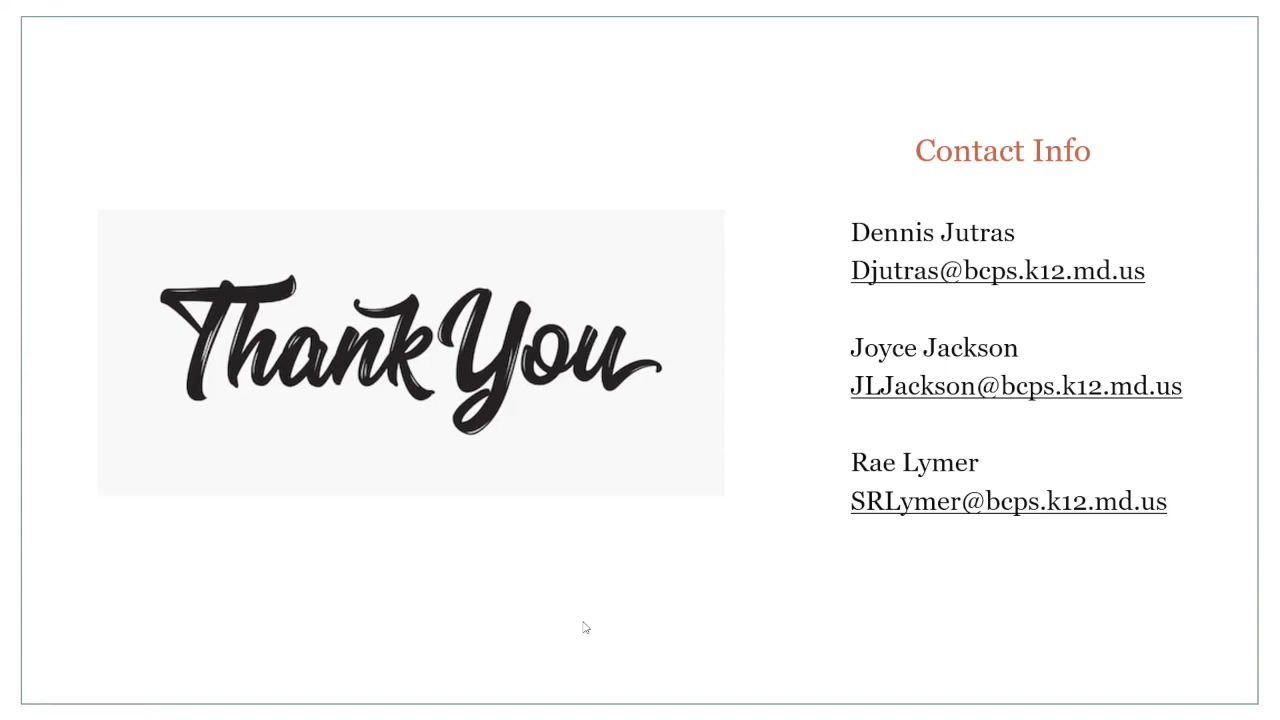 Thank You
Contact Info
Dennis Jutras
Djutras@bcps.k12.md.us
Joyce Jackson
JLJackson@bcps.k12.md.us
Rae Lymer
SRLymer@bcps.k12.md.us